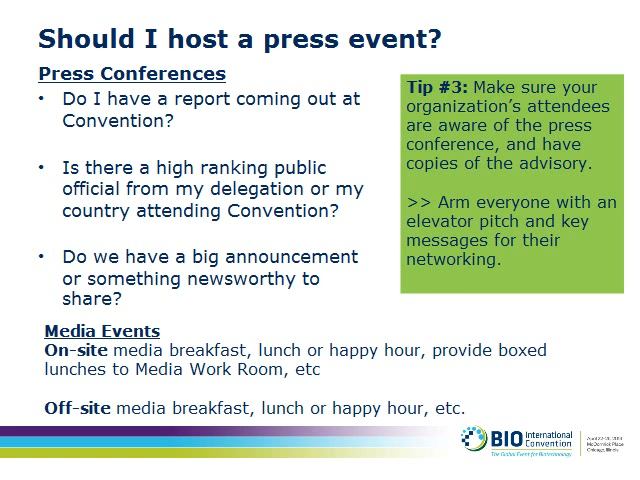 Should I host a press event?
Press Conferences
• Do I have a report coming out at
Convention?
• Is there a high ranking public
official from my delegation or my
country attending Convention?
• Do we have a big announcement
or something newsworthy to
share?
Tip #3: Make sure your
organization's attendees
are aware of the press
conference, and have
copies of the advisory.
>> Arm everyone with an
elevator pitch and key
messages for their
networking.
Media Events
On-site media breakfast, lunch or happy hour, provide boxed
lunches to Media Work Room, etc
Off-site media breakfast, lunch or happy hour, etc.
BIO International
Convention
The Global Event for Biotechnology
McCormick Place
Chicago, Illinois